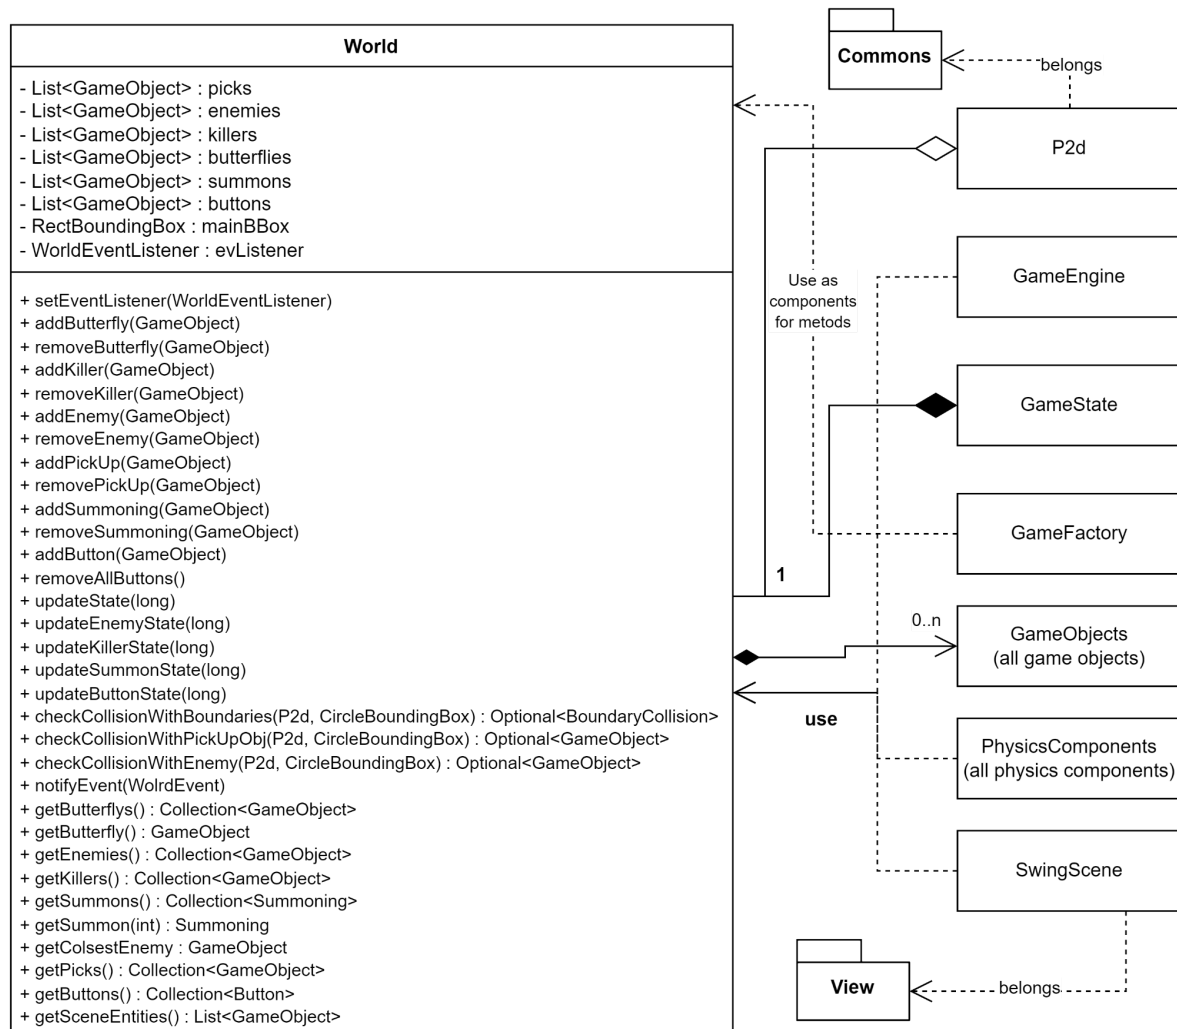 World
- List<GameObject> : picks
- List<GameObject> : enemies
- List<GameObject> : killers
- List<GameObject> : butterflies
- List<GameObject> : summons
- List<GameObject> : buttons
- RectBoundingBox : mainBBox
- WorldEventListener : evListener
+ setEventListener(WorldEventListener)
+ addButterfly(GameObject)
+ removeButterfly(GameObject)
+ addKiller(GameObject)
+ removeKiller(GameObject)
+ addEnemy(GameObject)
+ removeEnemy(GameObject)
+ addPickUp(GameObject)
+ removePickUp(GameObject)
+ addSummoning(GameObject)
+ removeSummoning(GameObject)
+ addButton(GameObject)
+ removeAllButtons()
+ updateState(long)
+ updateEnemyState(long)
+ updateKillerState(long)
+ updateSummonState(long)
+ updateButtonState(long)
+ checkCollisionWithBoundaries(P2d, CircleBoundingBox) : Optional<BoundaryCollision>
+ checkCollisionWithPickUpObj(P2d, CircleBoundingBox) : Optional<GameObject>
+ checkCollisionWithEnemy(P2d, CircleBoundingBox) : Optional<GameObject>
+ notifyEvent(WolrdEvent)
+ getButterflys() : Collection<GameObject>
+ getButterfly() : GameObject
+ getEnemies() : Collection<GameObject>
+ getKillers() : Collection<GameObject>
+ getSummons() : Collection<Summoning>
+ getSummon(int) : Summoning
+ getColsestEnemy : GameObject
+ getPicks() : Collection<GameObject>
+ getButtons() : Collection<Button>
+ getSceneEntities() : List<GameObject>
Commons
belongs
P2d
GameEngine
Use as
components
for metods
GameState
GameFactory
1
0..n
GameObjects
(all game objects)
use
PhysicsComponents
(all physics components)
SwingScene
View
belongs